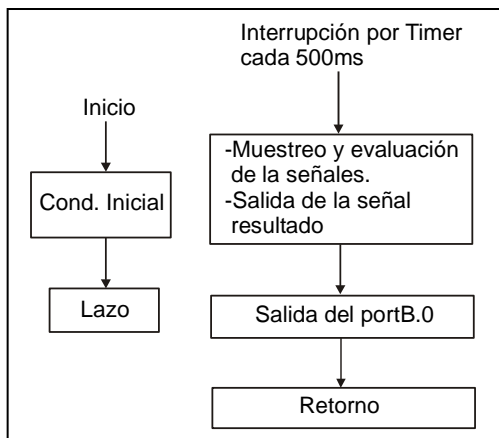 Interrupción por Timer
cada 500ms
Inicio
Cond. Inicial
Lazo
-Muestreo y evaluación
de la señales.
-Salida de la señal
resultado
Salida del portB.0
Retorno